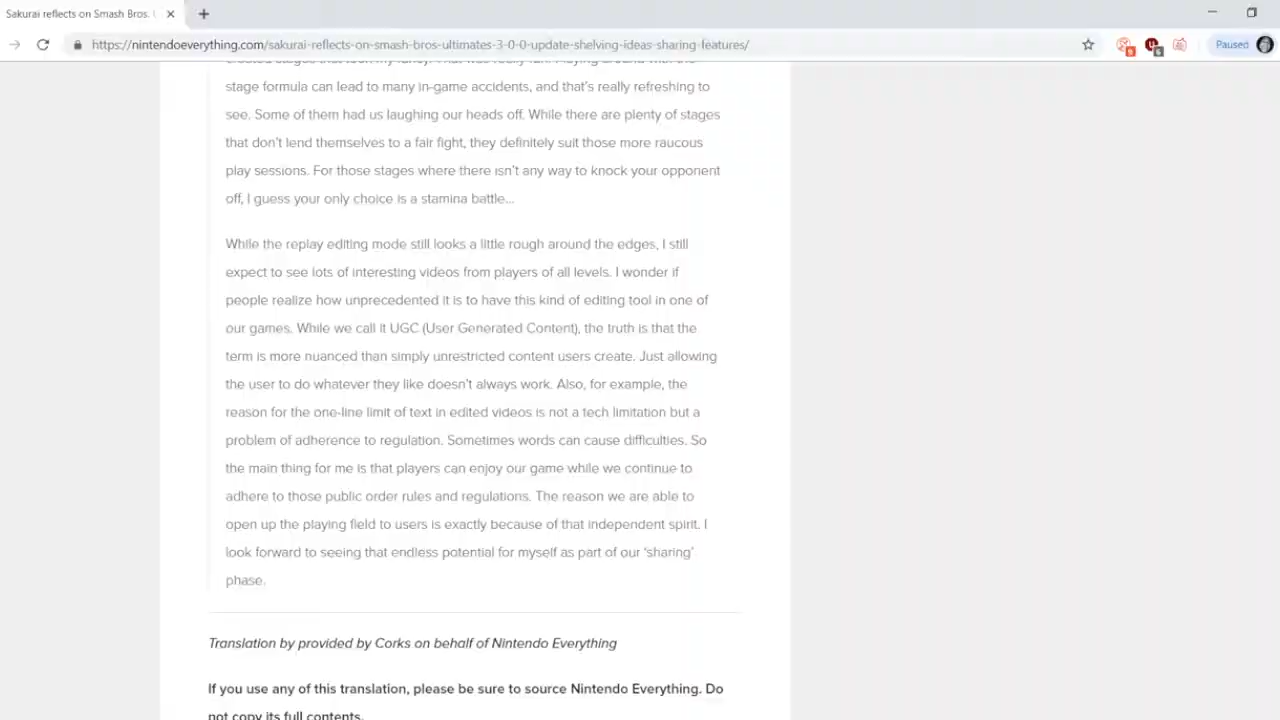 Sakurai reflects on Smash Bros.
https://nintendoeverything.com/sakurai-reflects-on-smash-bros-ultimates-3-0-0-update-shelving-ideas-sharing-features/
Paused
created stages that took my fancy. That was really fun. Playing around with the
stage formula can lead to many in-game accidents, and that's really refreshing to
see. Some of them had us laughing our heads off. While there are plenty of stages
that don't lend themselves to a fair fight, they definitely suit those more raucous
play sessions. For those stages where there isn't any way to knock your opponent
off, I guess your only choice is a stamina battle...
While the replay editing mode still looks a little rough around the edges, I still
expect to see lots of interesting videos from players of all levels. I wonder if
people realize how unprecedented it is to have this kind of editing tool in one of
our games. While we call it UGC (User Generated Content), the truth is that the
term is more nuanced than simply unrestricted content users create. Just allowing
the user to do whatever they like doesn't always work. Also, for example, the
reason for the one-line limit of text in edited videos is not a tech limitation but a
problem of adherence to regulation. Sometimes words can cause difficulties. So
the main thing for me is that players can enjoy our game while we continue to
adhere to those public order rules and regulations. The reason we are able to
open up the playing field to users is exactly because of that independent spirit. I
look forward to seeing that endless potential for myself as part of our 'sharing'
phase.
Translation by provided by Corks on behalf of Nintendo Everything
If you use any of this translation, please be sure to source Nintendo Everything. Do
not copy its full contents.